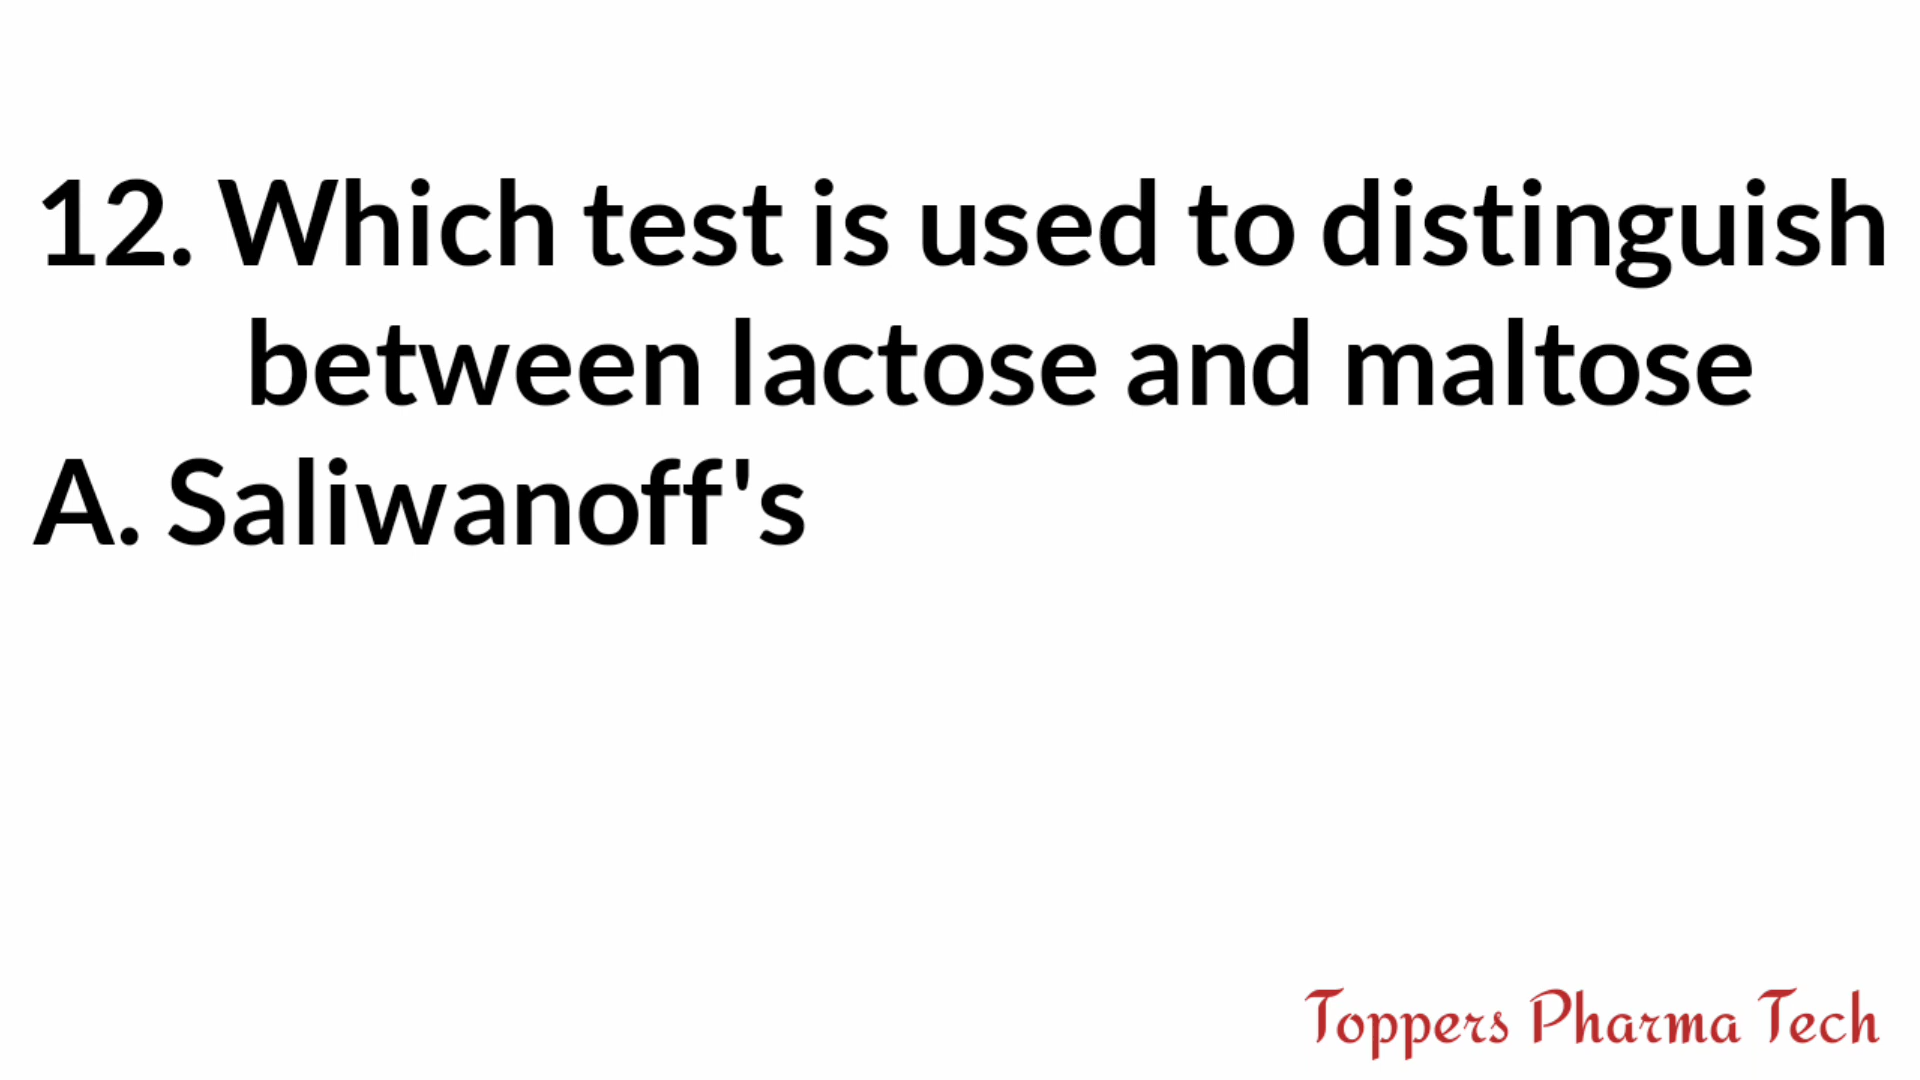 12. Which test is used to distinguish
between lactose and maltose
A. Saliwanoff's
Toppers Pharma Tech